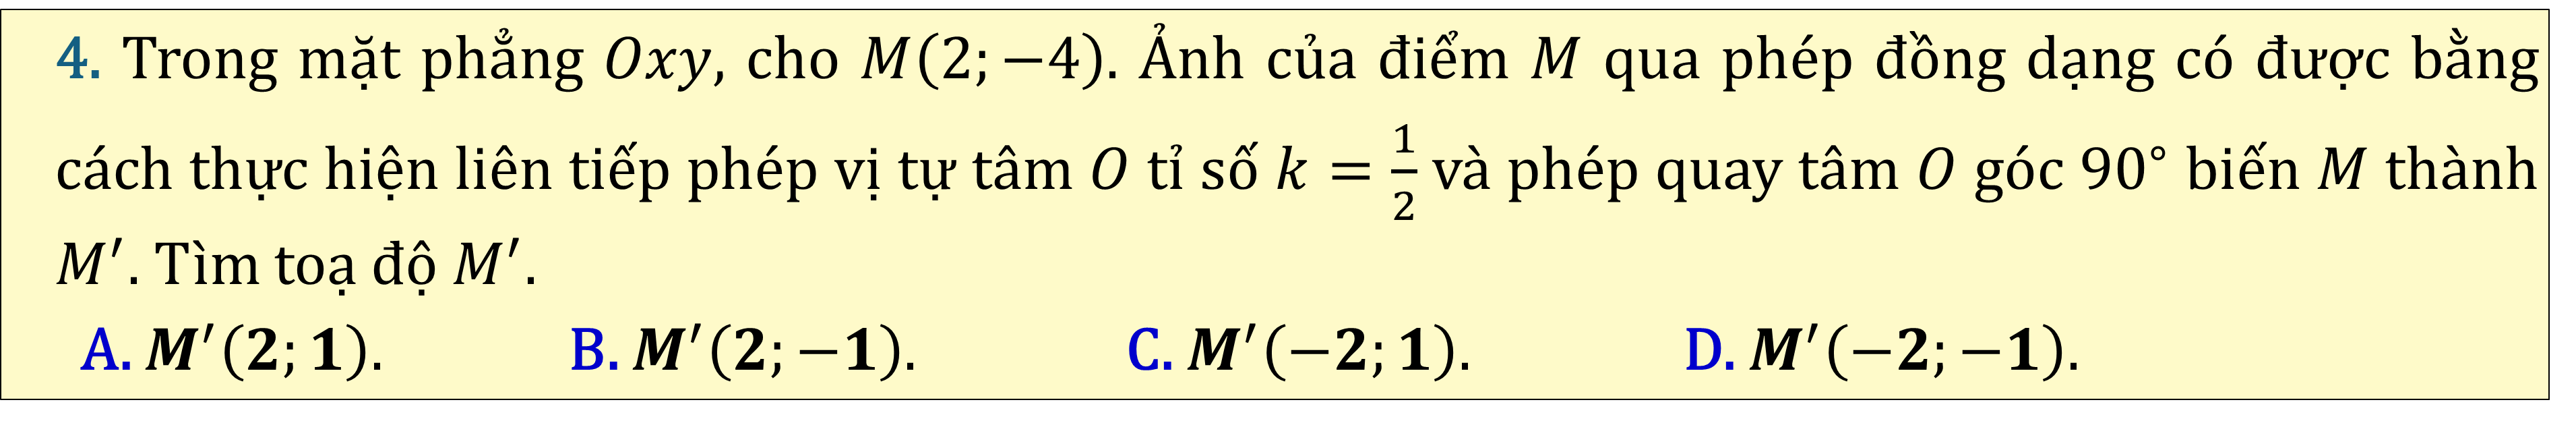 4. Trong mặt phẳng Oxy, cho M(2; −4). Ảnh của điểm M qua phép đồng dạng có được bằng
cách thực hiện liên tiếp phép vị tự tâm O tỉ số k = 1/2 và phép quay tâm O góc 90° biến M thành
M′. Tìm toạ độ M′.
A. M′(2; 1). B. M′(2; −1). C. M′(−2; 1). D. M′(−2; −1).